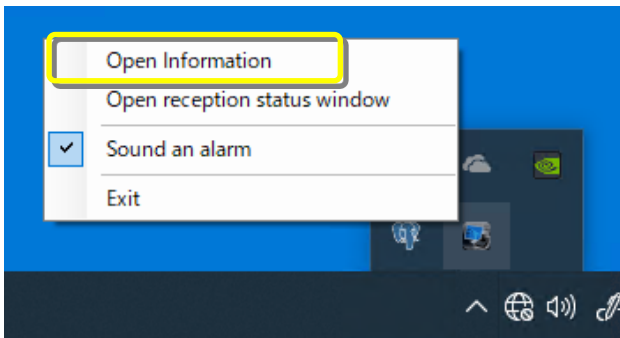 Open Information
Open reception status window
Sound an alarm
Exit